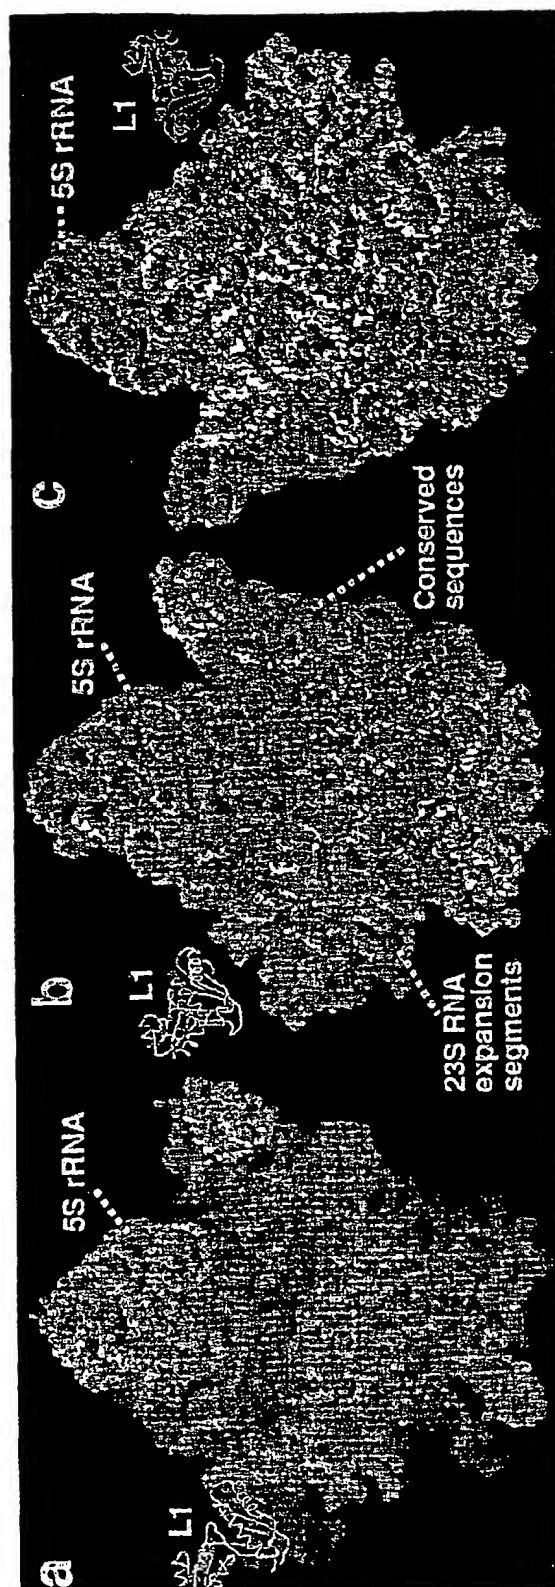 a
L1
5S rRNA
b
L1
5S rRNA
23S RNA
expansion
segments
Conserved
sequences
c
5S rRNA
L1